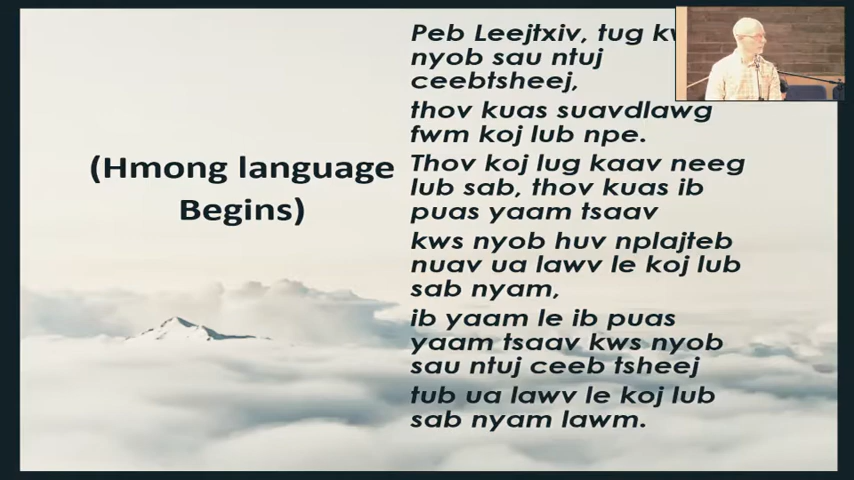 (Hmong language
Begins)
Peb Leejtxiv, tug
nyob sau ntuj
ceebtsheej,
thov kuas suavdlawg
fwm koj lub npe.
Thov koj lug kaav neeg
lub sab, thov kuas ib
puas yaam tsaav
kws nyob huv nplajteb
nuav ua lawv le koj lub
sab nyam,
ib yaam le ib puas
yaam tsaav kws nyob
sau ntuj ceeb tsheej
tub ua lawv le koj lub
sab nyam lawm.